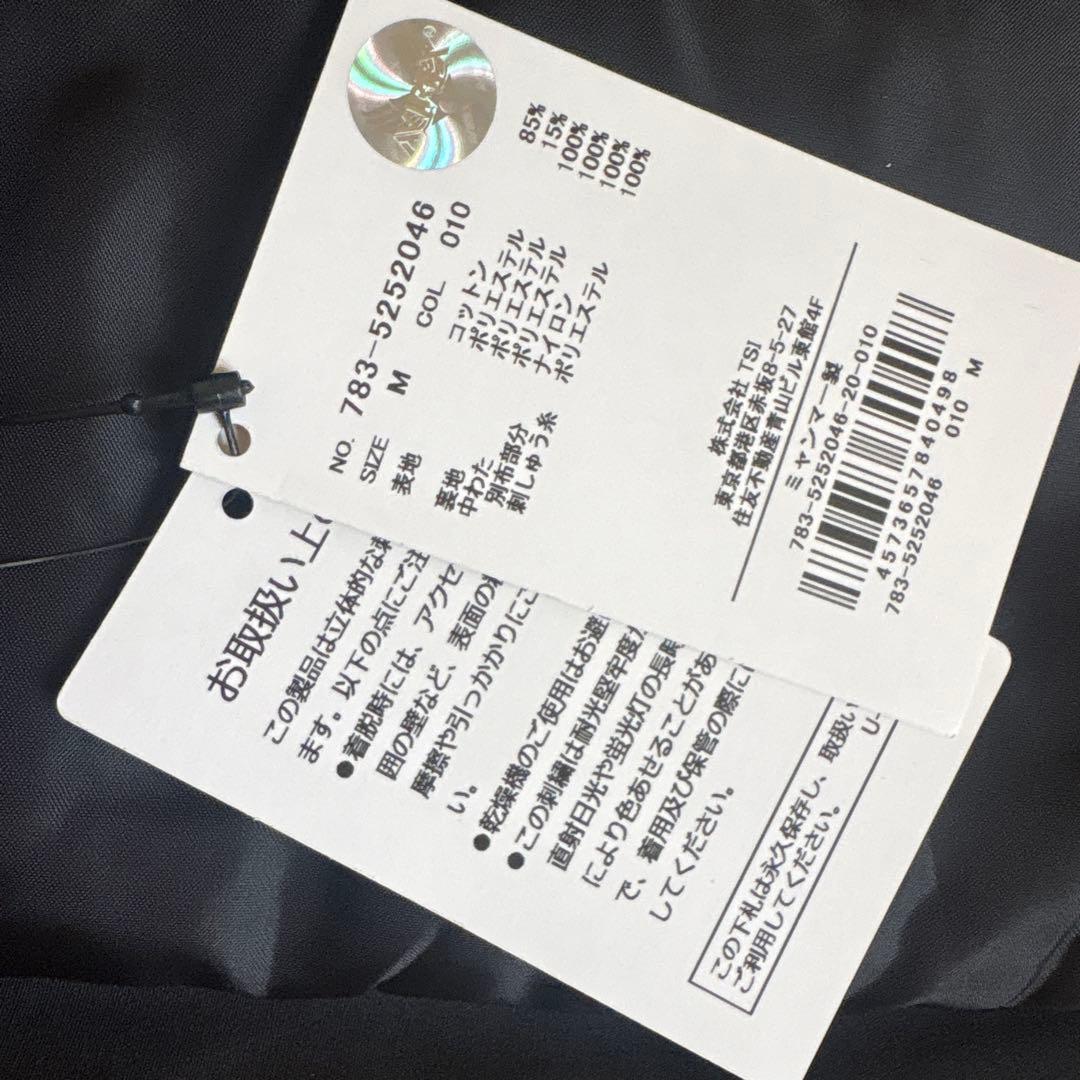 NO. 783-5252046
SIZE M COL 010
表地 コットン 85%
ポリエステル 15%
裏地 ポリエステル 100%
中わた ポリエステル 100%
別布部分 ナイロン 100%
刺しゅう糸 ポリエステル 100%
株式会社 TSI
東京都港区赤坂8-5-27
住友不動産青山ビル東館4F
ミャンマー製
783-5252046-20-010
4573657840498
783-5252046 010 M
お取扱い上
この製品は立体的な
ます。以下の点にご注
●着脱時には、アクセ
囲の壁など、表面の
摩擦や引っかかりにご
い。
●乾燥機のご使用はお避
●この刺繍は耐光堅牢度
直射日光や蛍光灯の長
により色あせることがあ
で、着用及び保管の際に
してください。
この下札は永久保存し、取扱い
ご利用してください。
U-